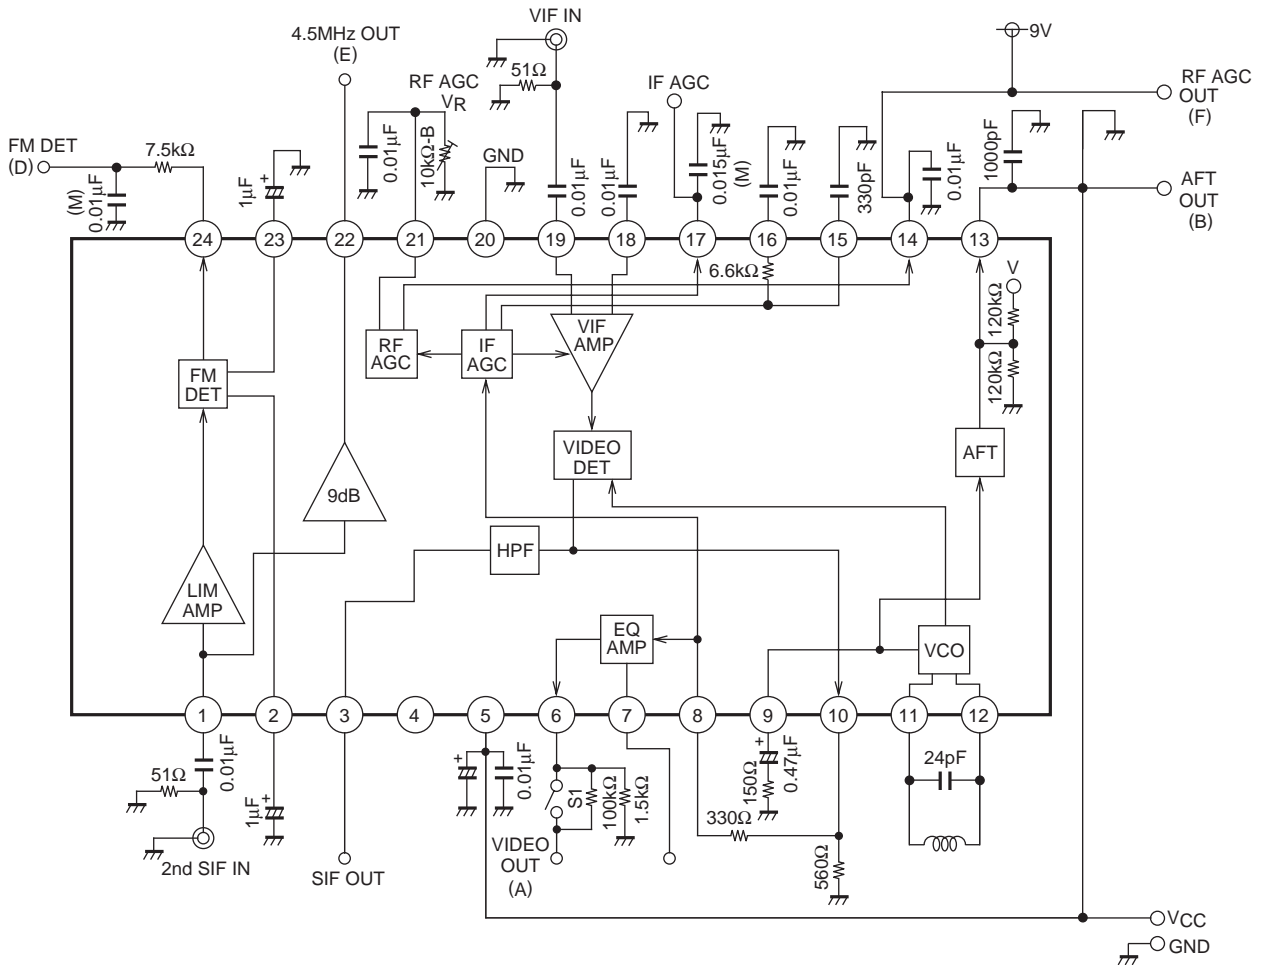 VIF IN
4.5MHz OUT
(E)
9V
RF AGC
VR
51Ω
IF AGC
RF AGC
OUT
(F)
FM DET
(D)
7.5kΩ
(M)
0.01µF
1µF
+
0.01µF
10kΩ-B
GND
0.01µF
0.01µF
0.015µF
(M)
0.01µF
330pF
0.01µF
1000pF
AFT
OUT
(B)
24
23
22
21
20
19
18
17
16
15
14
13
6.6kΩ
V
120kΩ
120kΩ
RF
AGC
IF
AGC
VIF
AMP
FM
DET
VIDEO
DET
AFT
9dB
HPF
LIM
AMP
EQ
AMP
VCO
1
2
3
4
5
6
7
8
9
10
11
12
0.01µF
51Ω
2nd SIF IN
1µF
+
SIF OUT
+
0.01µF
S1
100kΩ
1.5kΩ
VIDEO
OUT
(A)
330Ω
+
150Ω
0.47µF
560Ω
24pF
VCC
GND